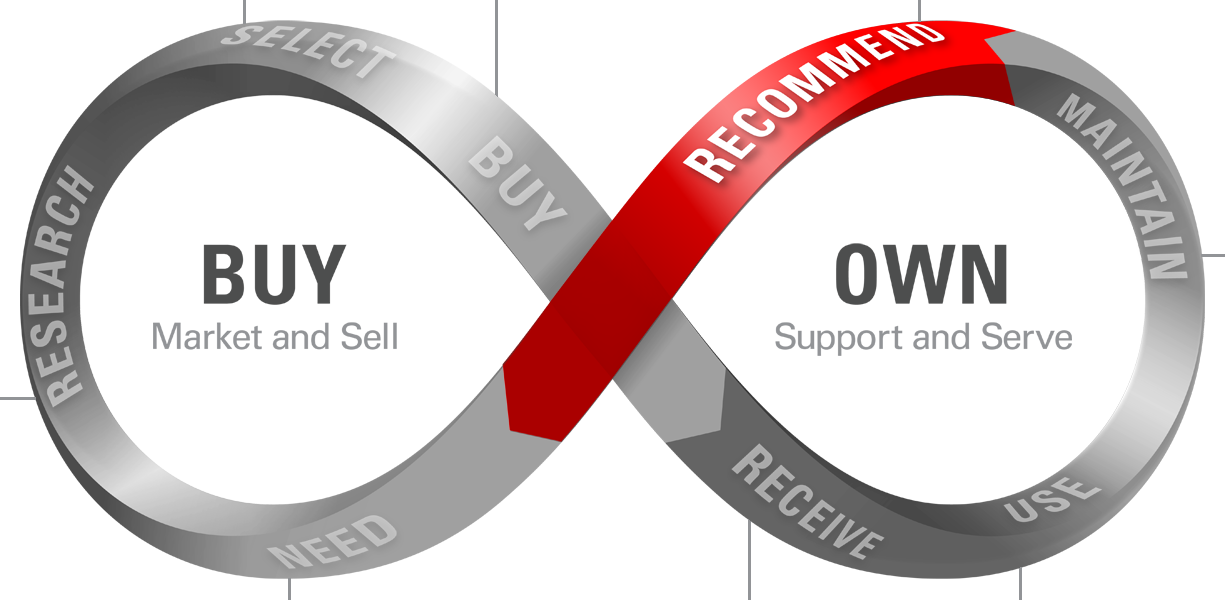 SELECT
RECOMMEND
MAINTAIN
BUY
RESEARCH
BUY
Market and Sell
OWN
Support and Serve
NEED
RECEIVE
USE